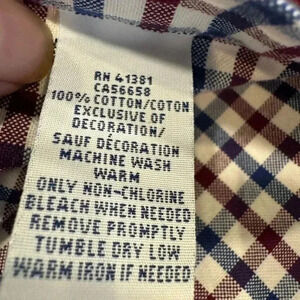 RN 41381
CA56658
100% COTTON/COTON
EXCLUSIVE OF
DECORATION/
SAUF DÉCORATION
MACHINE WASH
WARM
ONLY NON-CHLORINE
BLEACH WHEN NEEDED
REMOVE PROMPTLY
TUMBLE DRY LOW
WARM IRON IF NEEDED